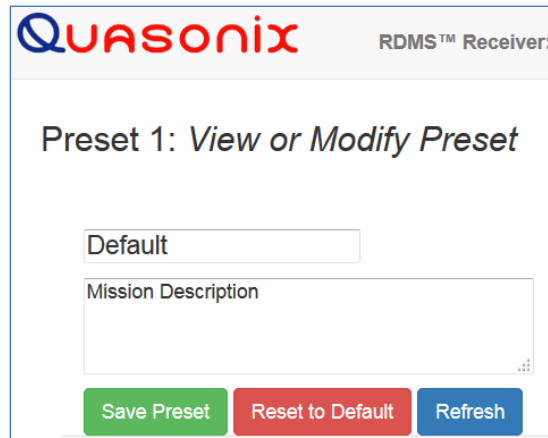 Quasonix RDMS™ Receiver:
Preset 1: View or Modify Preset
Default
Mission Description
Save Preset Reset to Default Refresh